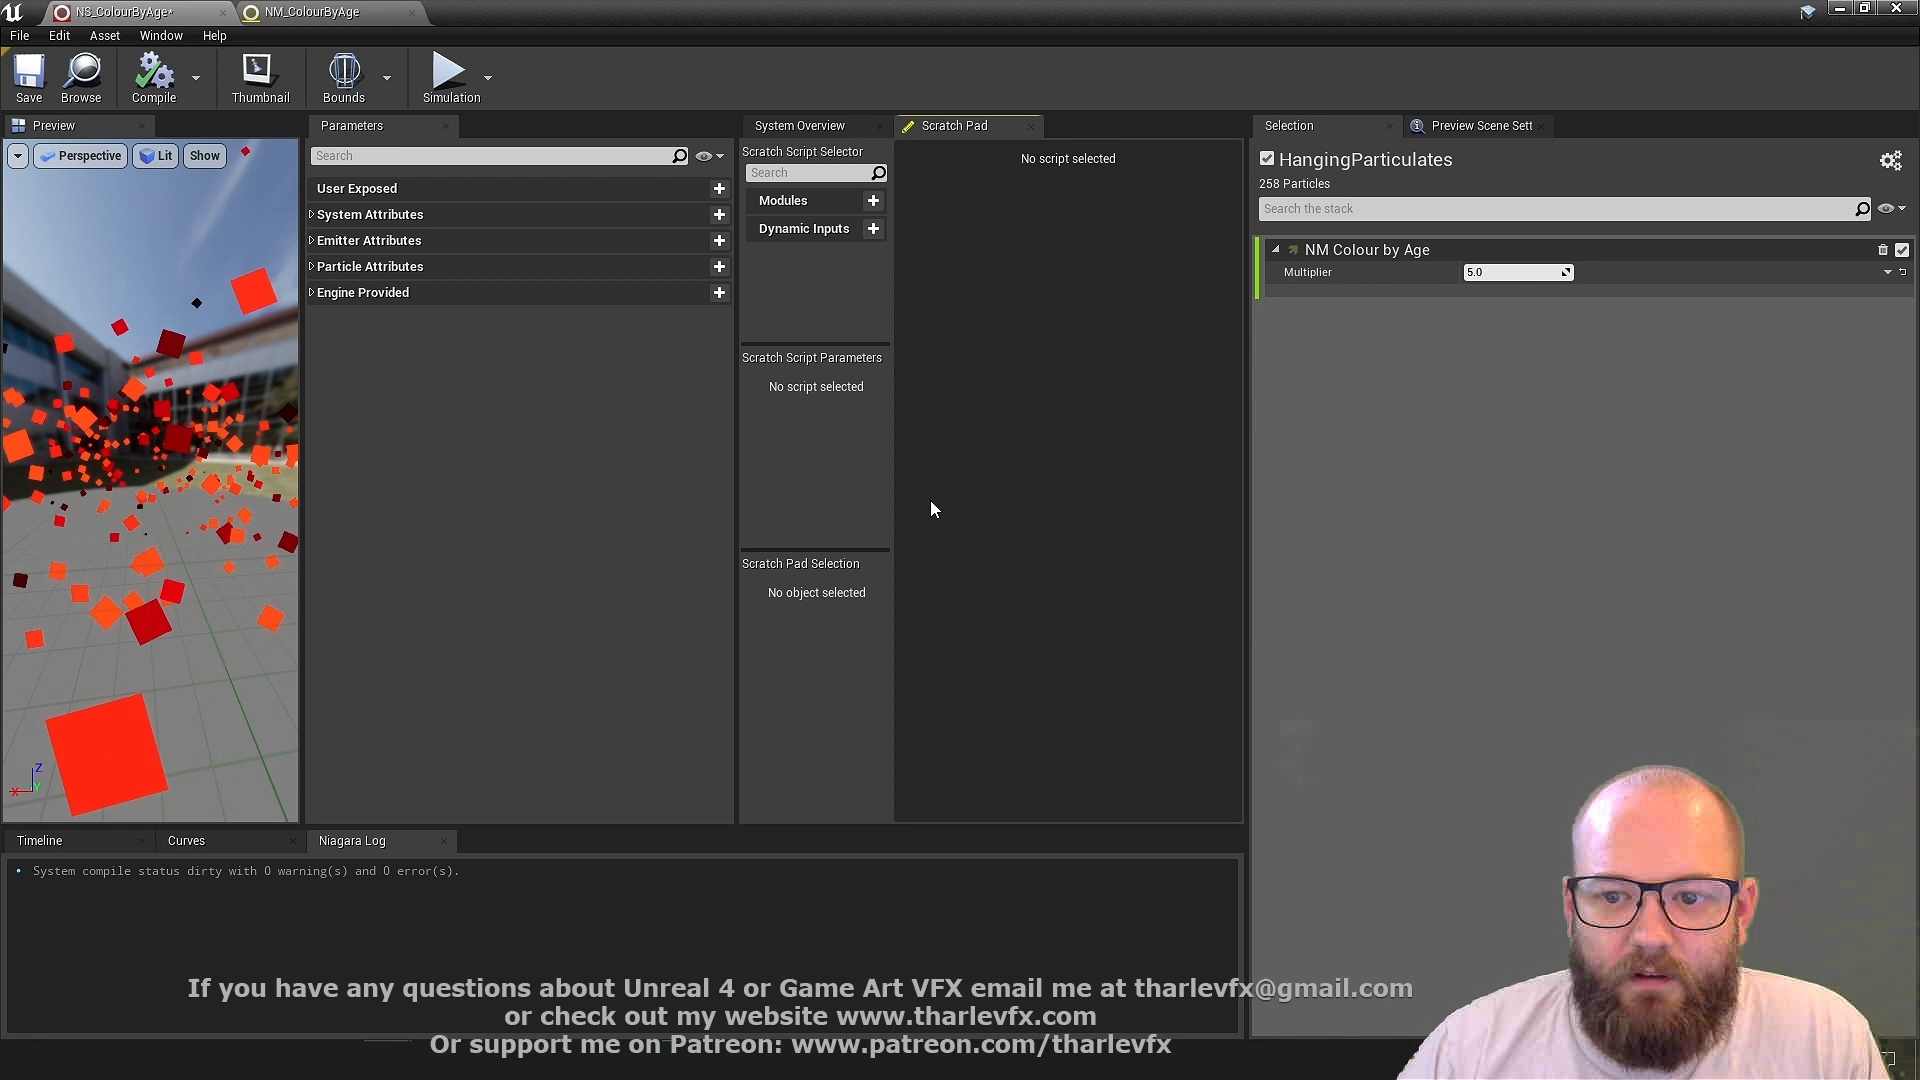 NS_ColourByAge*
NM_ColourByAge
File
Edit
Asset
Window
Help
Save
Browse
Compile
Thumbnail
Bounds
Simulation
Preview
Perspective
Lit
Show
X
Y
Z
Parameters
Search
User Exposed
System Attributes
Emitter Attributes
Particle Attributes
Engine Provided
System Overview
Scratch Pad
Scratch Script Selector
Search
Modules
Dynamic Inputs
Scratch Script Parameters
No script selected
Scratch Pad Selection
No object selected
No script selected
Selection
Preview Scene Sett
HangingParticulates
258 Particles
Search the stack
NM Colour by Age
Multiplier
5.0
Timeline
Curves
Niagara Log
• System compile status dirty with 0 warning(s) and 0 error(s).
If you have any questions about Unreal 4 or Game Art VFX email me at tharlevfx@gmail.com
or check out my website www.tharlevfx.com
Or support me on Patreon: www.patreon.com/tharlevfx